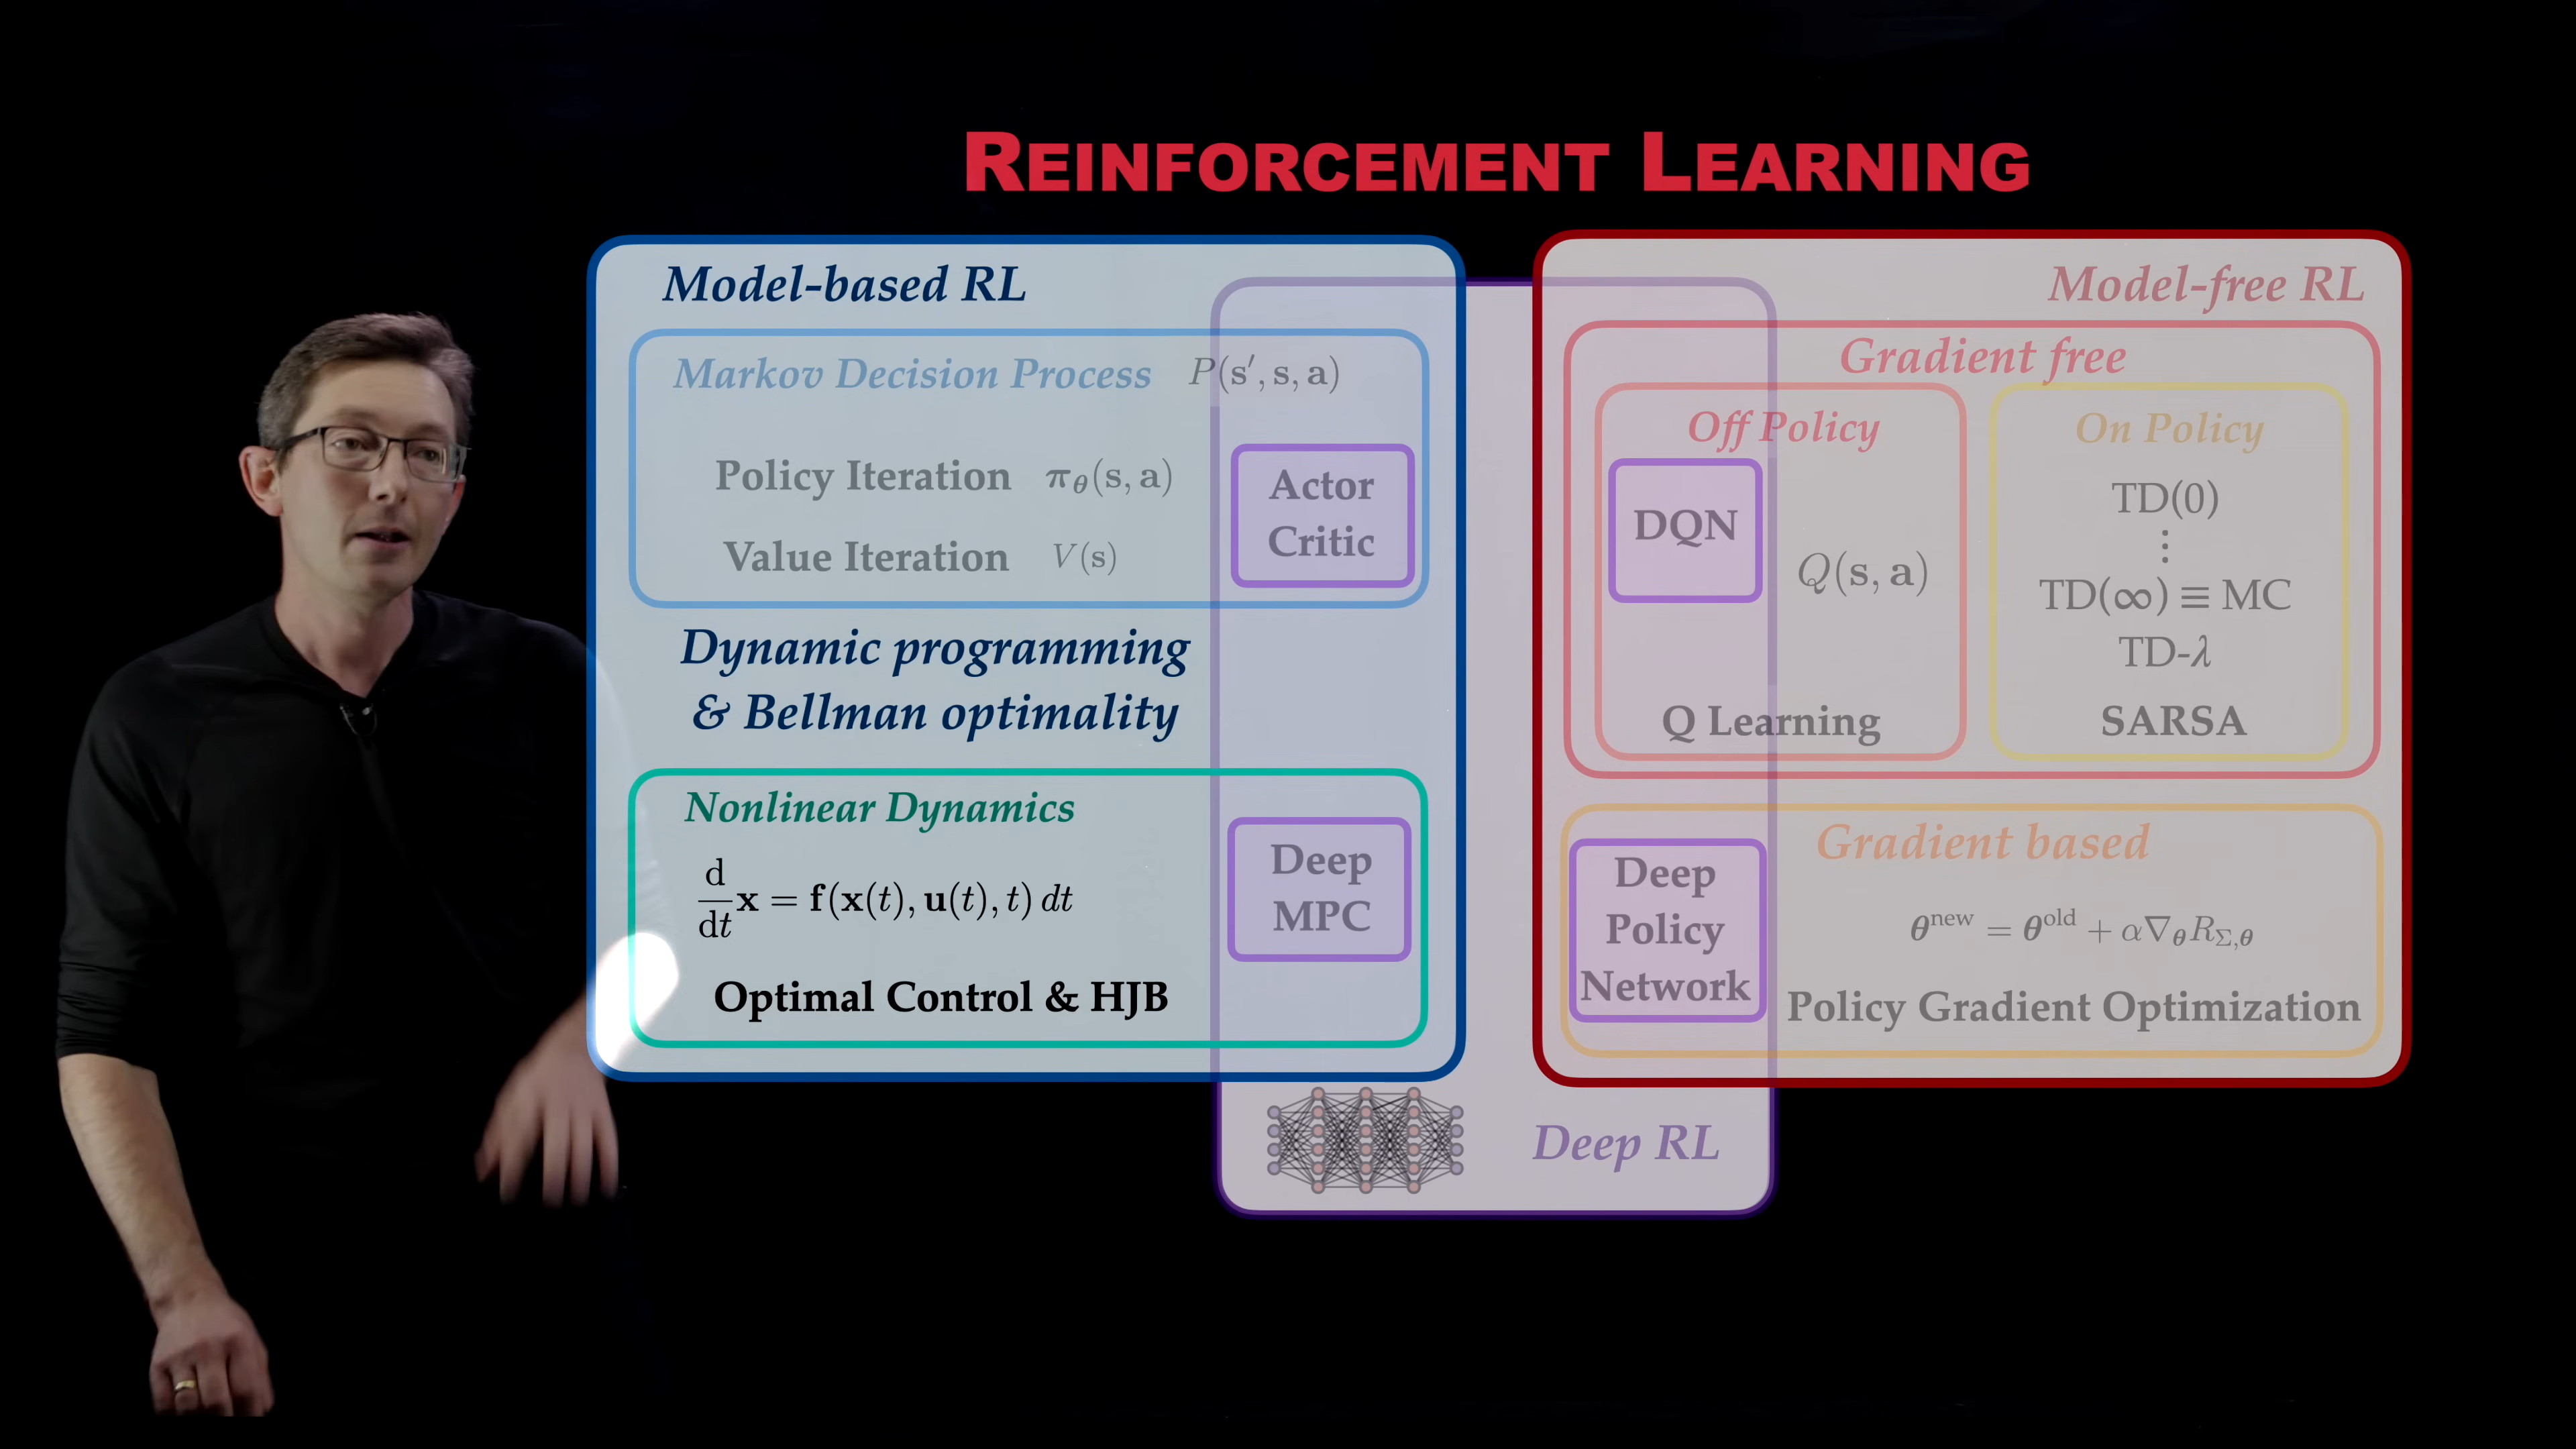 REINFORCEMENT LEARNING
Model-based RL
Markov Decision Process P(s′, s, a)
Policy Iteration π_θ(s, a)
Value Iteration V(s)
Actor
Critic
Dynamic programming
& Bellman optimality
Nonlinear Dynamics
d/dt x = f(x(t), u(t), t) dt
Optimal Control & HJB
Deep
MPC
Model-free RL
Gradient free
Off Policy
DQN
Q(s, a)
Q Learning
On Policy
TD(0)
⋮
TD(∞) ≡ MC
TD-λ
SARSA
Gradient based
Deep
Policy
Network
θ^new = θ^old + α∇_θ R_Σ,θ
Policy Gradient Optimization
Deep RL